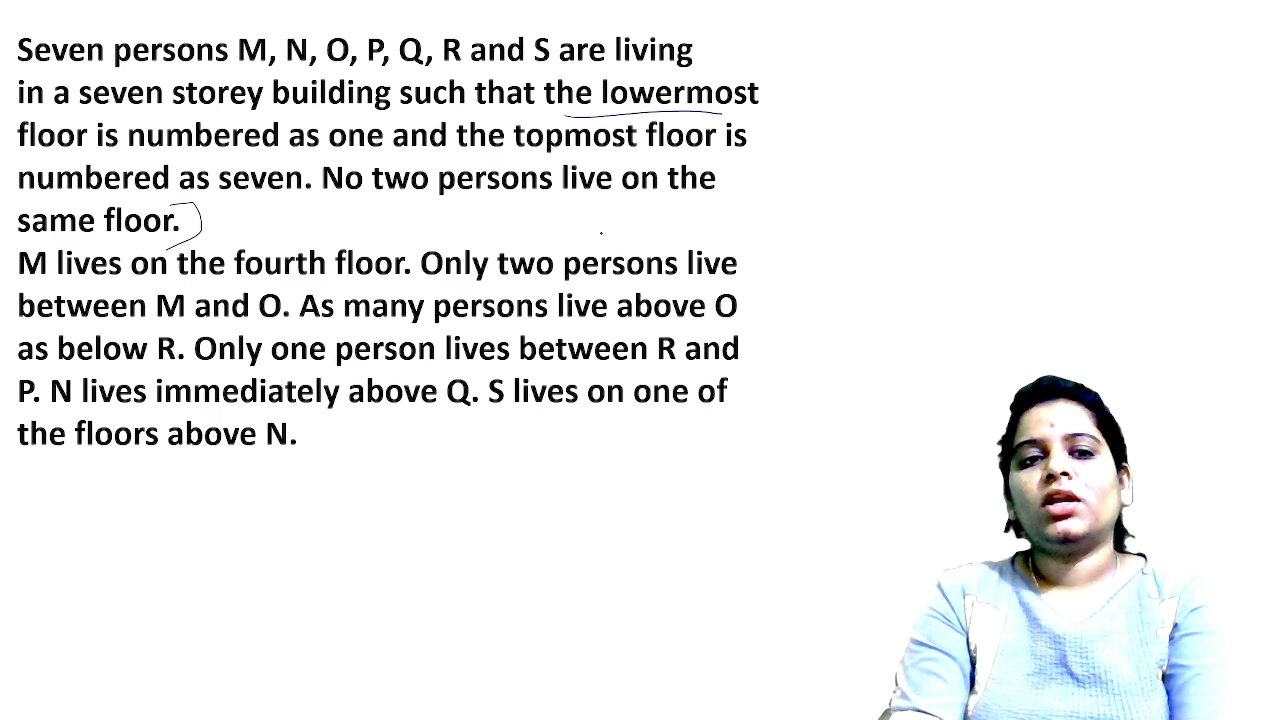 Seven persons M, N, O, P, Q, R and S are living
in a seven storey building such that the lowermost
floor is numbered as one and the topmost floor is
numbered as seven. No two persons live on the
same floor.
M lives on the fourth floor. Only two persons live
between M and O. As many persons live above O
as below R. Only one person lives between R and
P. N lives immediately above Q. S lives on one of
the floors above N.